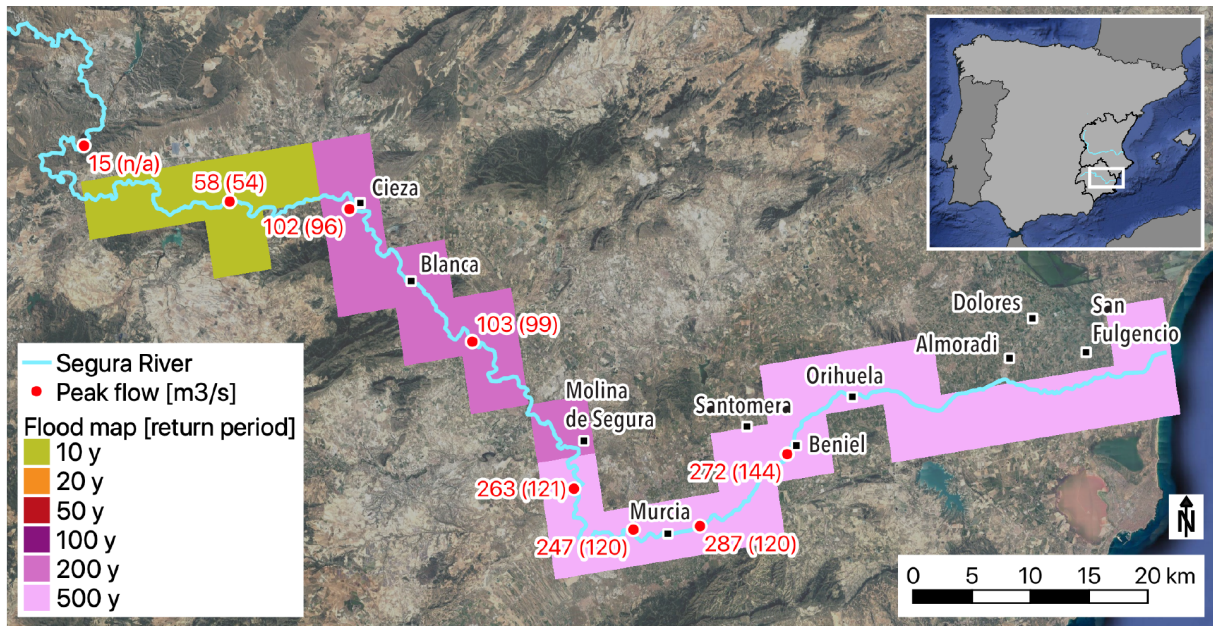 15 (n/a)
58 (54)
Cieza
102 (96)
Blanca
103 (99)
Dolores
San
Fulgencio
Almoradi
Orihuela
Molina
de Segura
Santomera
Beniel
272 (144)
263 (121)
Murcia
247 (120)
287 (120)
Segura River
Peak flow [m3/s]
Flood map [return period]
10 y
20 y
50 y
100 y
200 y
500 y
N
0 5 10 15 20 km